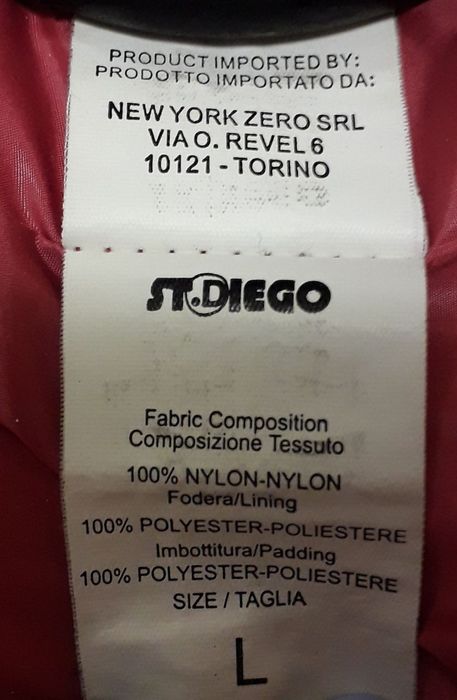 PRODUCT IMPORTED BY:
PRODOTTO IMPORTATO DA:
NEW YORK ZERO SRL
VIA O. REVEL 6
10121 - TORINO
ST.DIEGO
Fabric Composition
Composizione Tessuto
100% NYLON-NYLON
Fodera/Lining
100% POLYESTER-POLIESTERE
Imbottitura/Padding
100% POLYESTER-POLIESTERE
SIZE / TAGLIA
L